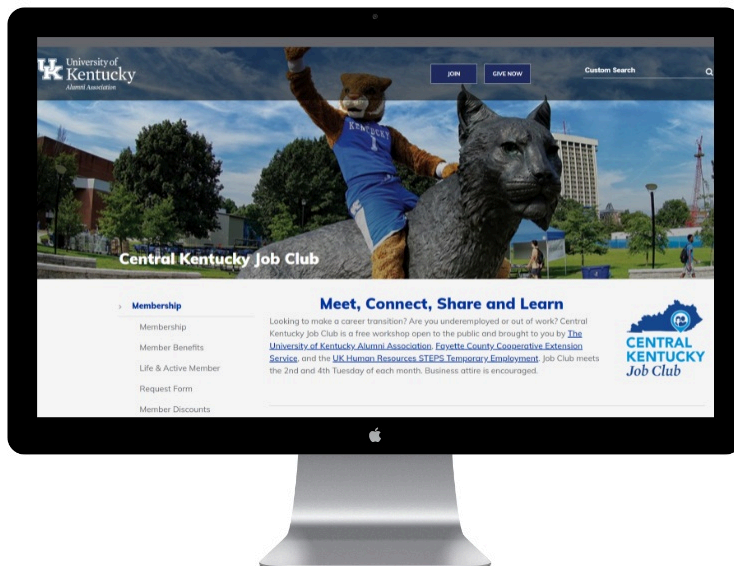 University of
Kentucky
Alumni Association
JOIN
GIVE NOW
Custom Search
KENTUCKY
1
Central Kentucky Job Club
Membership
Membership
Member Benefits
Life & Active Member
Request Form
Member Discounts
Meet, Connect, Share and Learn
Looking to make a career transition? Are you underemployed or out of work? Central
Kentucky Job Club is a free workshop open to the public and brought to you by The
University of Kentucky Alumni Association, Fayette County Cooperative Extension
Service, and the UK Human Resources STEPS Temporary Employment. Job Club meets
the 2nd and 4th Tuesday of each month. Business attire is encouraged.
CENTRAL
KENTUCKY
Job Club